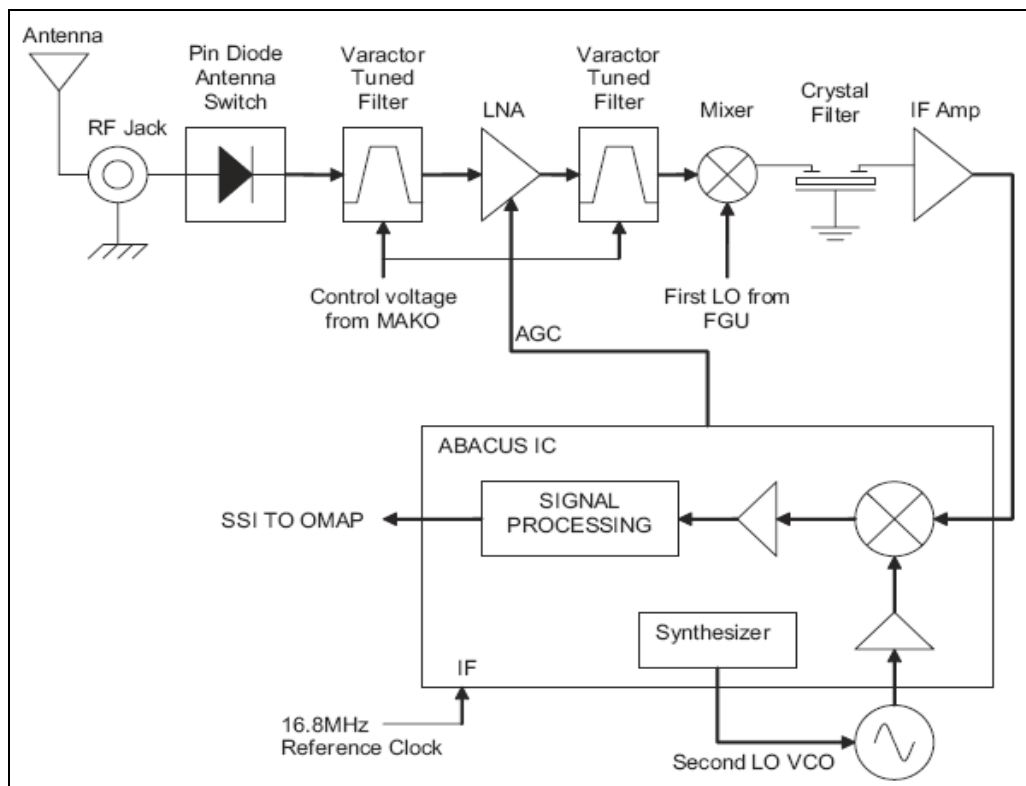 Antenna
Pin Diode
Antenna
Switch
Varactor
Tuned
Filter
Varactor
Tuned
Filter
LNA
Mixer
Crystal
Filter
IF Amp
RF Jack
Control voltage
from MAKO
First LO from
FGU
AGC
ABACUS IC
SIGNAL
PROCESSING
SSI TO OMAP
Synthesizer
IF
16.8MHz
Reference Clock
Second LO VCO